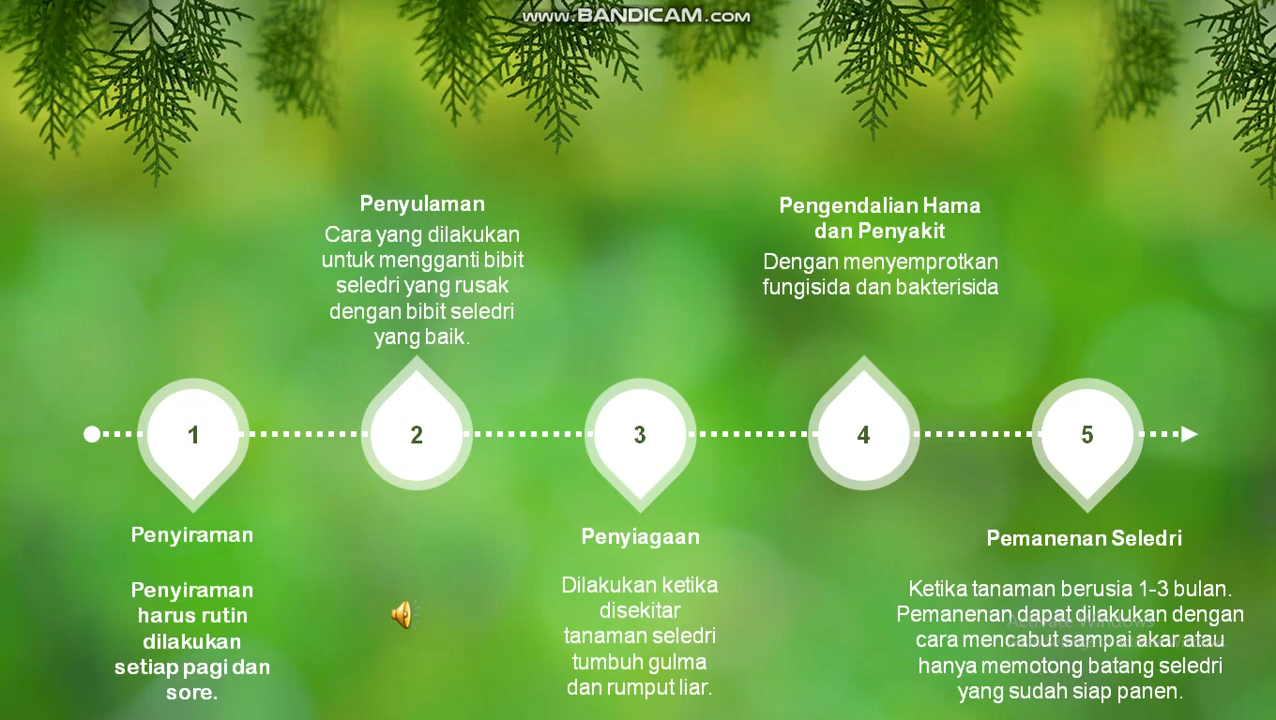 www.BANDICAM.com
Penyulaman
Cara yang dilakukan
untuk mengganti bibit
seledri yang rusak
dengan bibit seledri
yang baik.
Pengendalian Hama
dan Penyakit
Dengan menyemprotkan
fungisida dan bakterisida
1
2
3
4
5
Penyiraman
Penyiraman
harus rutin
dilakukan
setiap pagi dan
sore.
Penyiagaan
Dilakukan ketika
disekitar
tanaman seledri
tumbuh gulma
dan rumput liar.
Pemanenan Seledri
Ketika tanaman berusia 1-3 bulan.
Pemanenan dapat dilakukan dengan
cara mencabut sampai akar atau
hanya memotong batang seledri
yang sudah siap panen.
Activate Windows